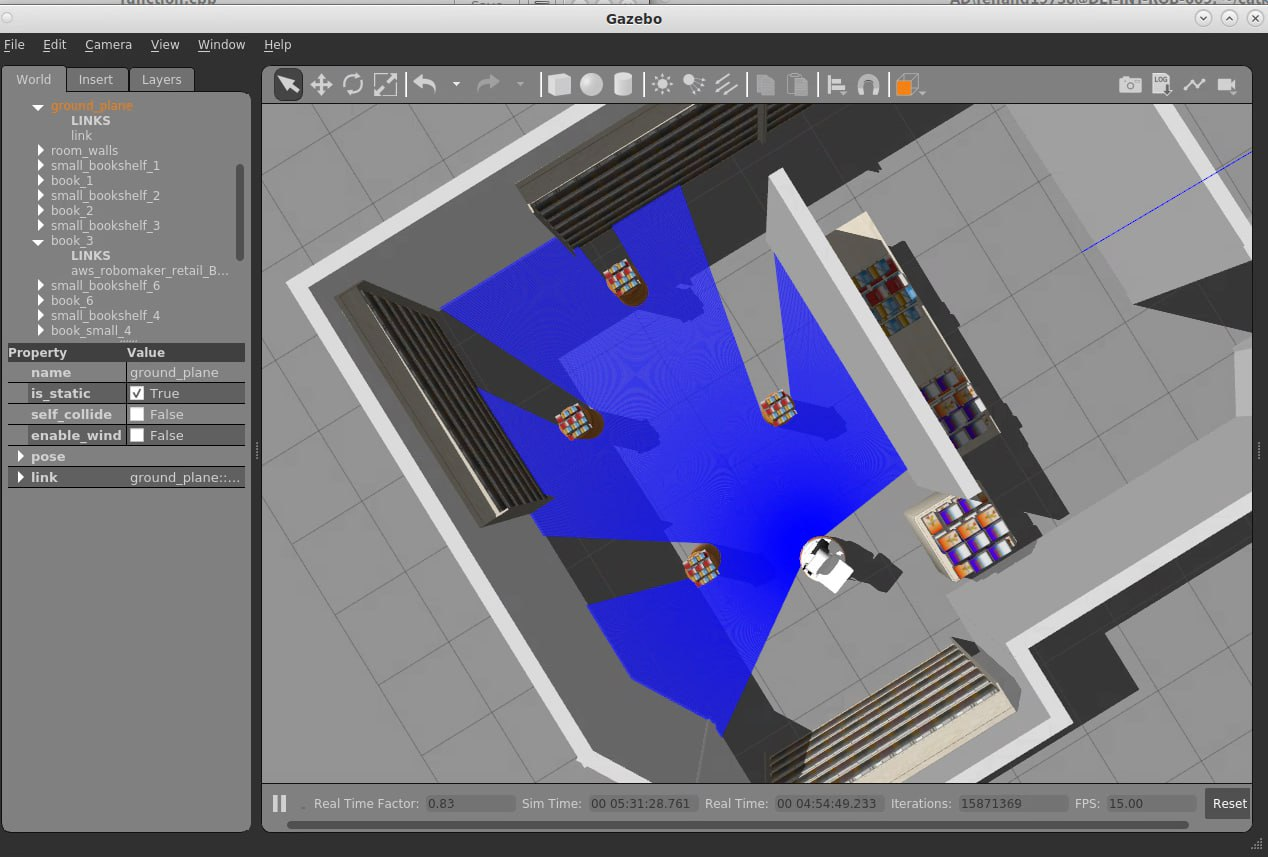 function.cpp
Gazebo
File Edit Camera View Window Help
World Insert Layers
LOG
ground_plane
LINKS
link
room_walls
small_bookshelf_1
book_1
small_bookshelf_2
book_2
small_bookshelf_3
book_3
LINKS
aws_robomaker_retail_B...
small_bookshelf_6
book_6
small_bookshelf_4
book_small_4
Property Value
name ground_plane
is_static True
self_collide False
enable_wind False
pose
link ground_plane::...
Real Time Factor: 0.83 Sim Time: 00 05:31:28.761 Real Time: 00 04:54:49.233 Iterations: 15871369 FPS: 15.00 Reset